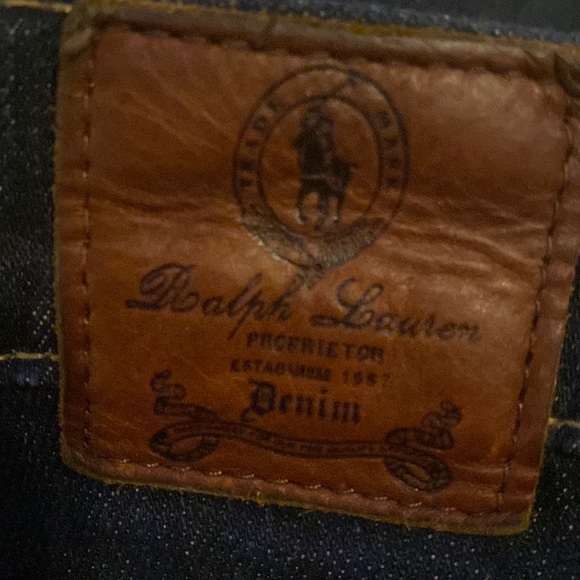 TRADE MARK
Ralph Lauren
PROPRIETOR
ESTABLISHED 1967
Denim